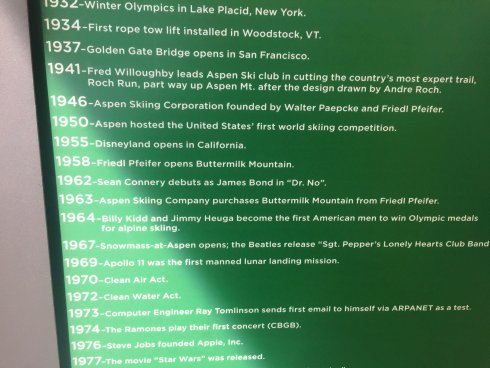 1932–Winter Olympics in Lake Placid, New York.
1934–First rope tow lift installed in Woodstock, VT.
1937–Golden Gate Bridge opens in San Francisco.
1941–Fred Willoughby leads Aspen Ski club in cutting the country's most expert trail,
Roch Run, part way up Aspen Mt. after the design drawn by Andre Roch.
1946–Aspen Skiing Corporation founded by Walter Paepcke and Friedl Pfeifer.
1950–Aspen hosted the United States' first world skiing competition.
1955–Disneyland opens in California.
1958–Friedl Pfeifer opens Buttermilk Mountain.
1962–Sean Connery debuts as James Bond in “Dr. No”.
1963–Aspen Skiing Company purchases Buttermilk Mountain from Friedl Pfeifer.
1964–Billy Kidd and Jimmy Heuga become the first American men to win Olympic medals
for alpine skiing.
1967–Snowmass-at-Aspen opens; the Beatles release “Sgt. Pepper's Lonely Hearts Club Band
1969–Apollo 11 was the first manned lunar landing mission.
1970–Clean Air Act.
1972–Clean Water Act.
1973–Computer Engineer Ray Tomlinson sends first email to himself via ARPANET as a test.
1974–The Ramones play their first concert (CBGB).
1976–Steve Jobs founded Apple, Inc.
1977–The movie “Star Wars” was released.